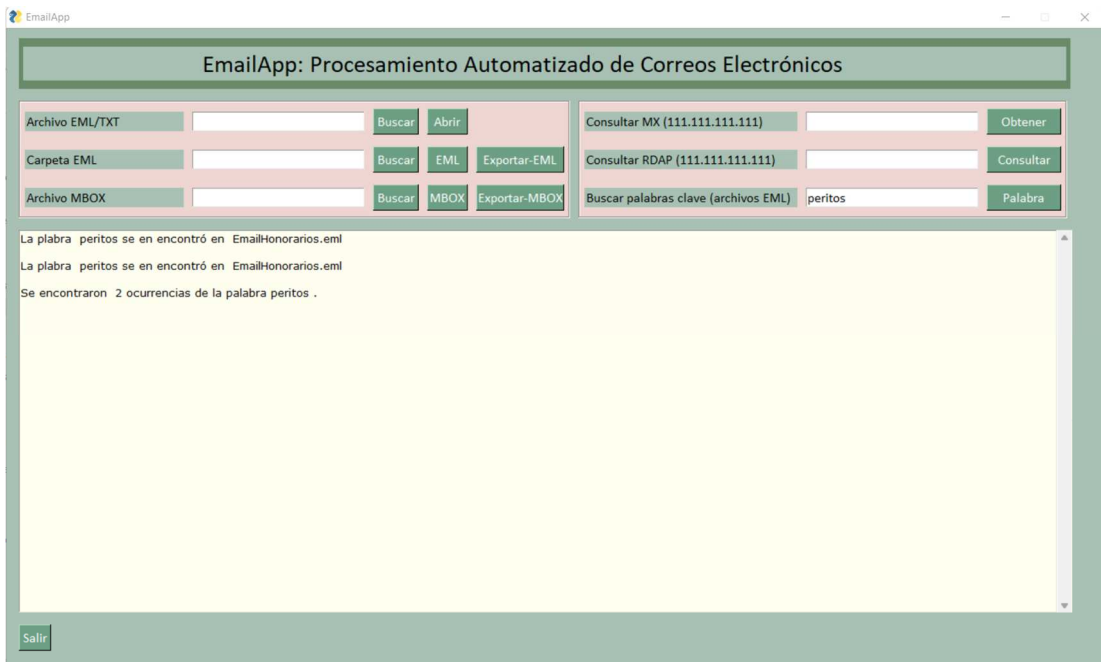 EmailApp
EmailApp: Procesamiento Automatizado de Correos Electrónicos
Archivo EML/TXT Buscar Abrir
Carpeta EML Buscar EML Exportar-EML
Archivo MBOX Buscar MBOX Exportar-MBOX
Consultar MX (111.111.111.111) Obtener
Consultar RDAP (111.111.111.111) Consultar
Buscar palabras clave (archivos EML) peritos Palabra
La plabra peritos se en encontró en EmailHonorarios.eml
La plabra peritos se en encontró en EmailHonorarios.eml
Se encontraron 2 ocurrencias de la palabra peritos .
Salir